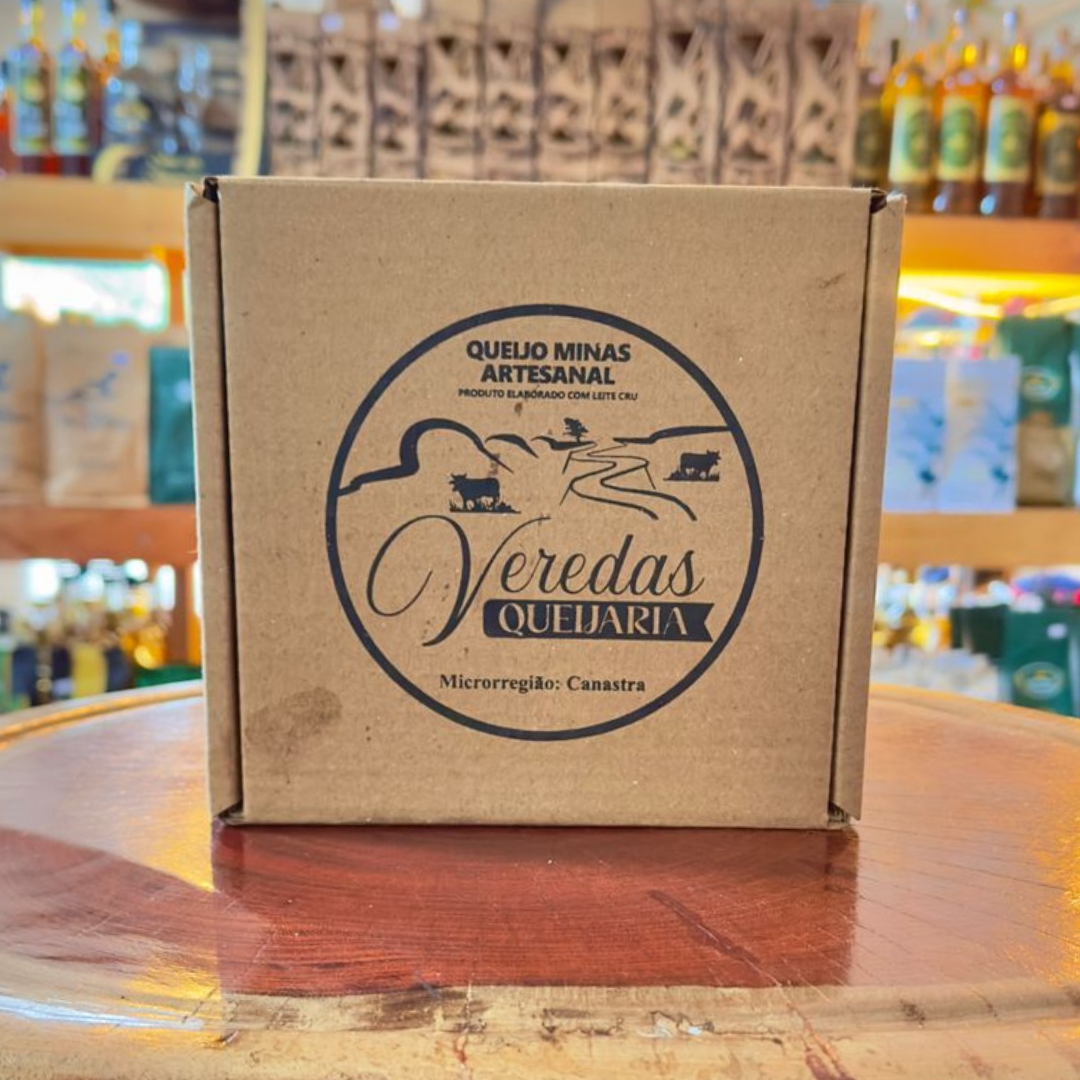 QUEIJO MINAS
ARTESANAL
PRODUTO ELABORADO COM LEITE CRU
Veredas
QUEIJARIA
Microrregião: Canastra